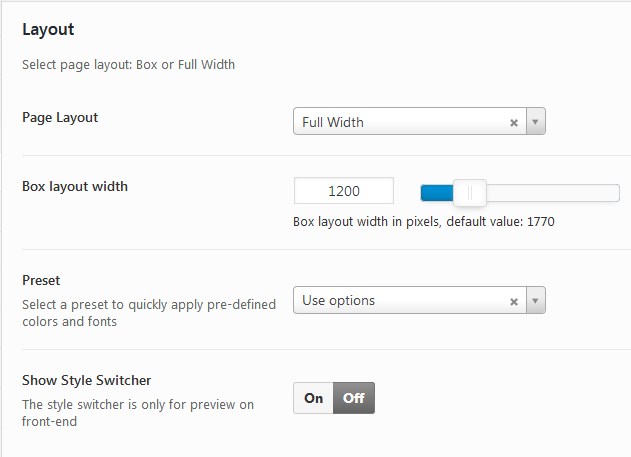 Layout
Select page layout: Box or Full Width
Page Layout
Full Width
Box layout width
1200
Box layout width in pixels, default value: 1770
Preset
Select a preset to quickly apply pre-defined
colors and fonts
Use options
Show Style Switcher
The style switcher is only for preview on
front-end
On Off